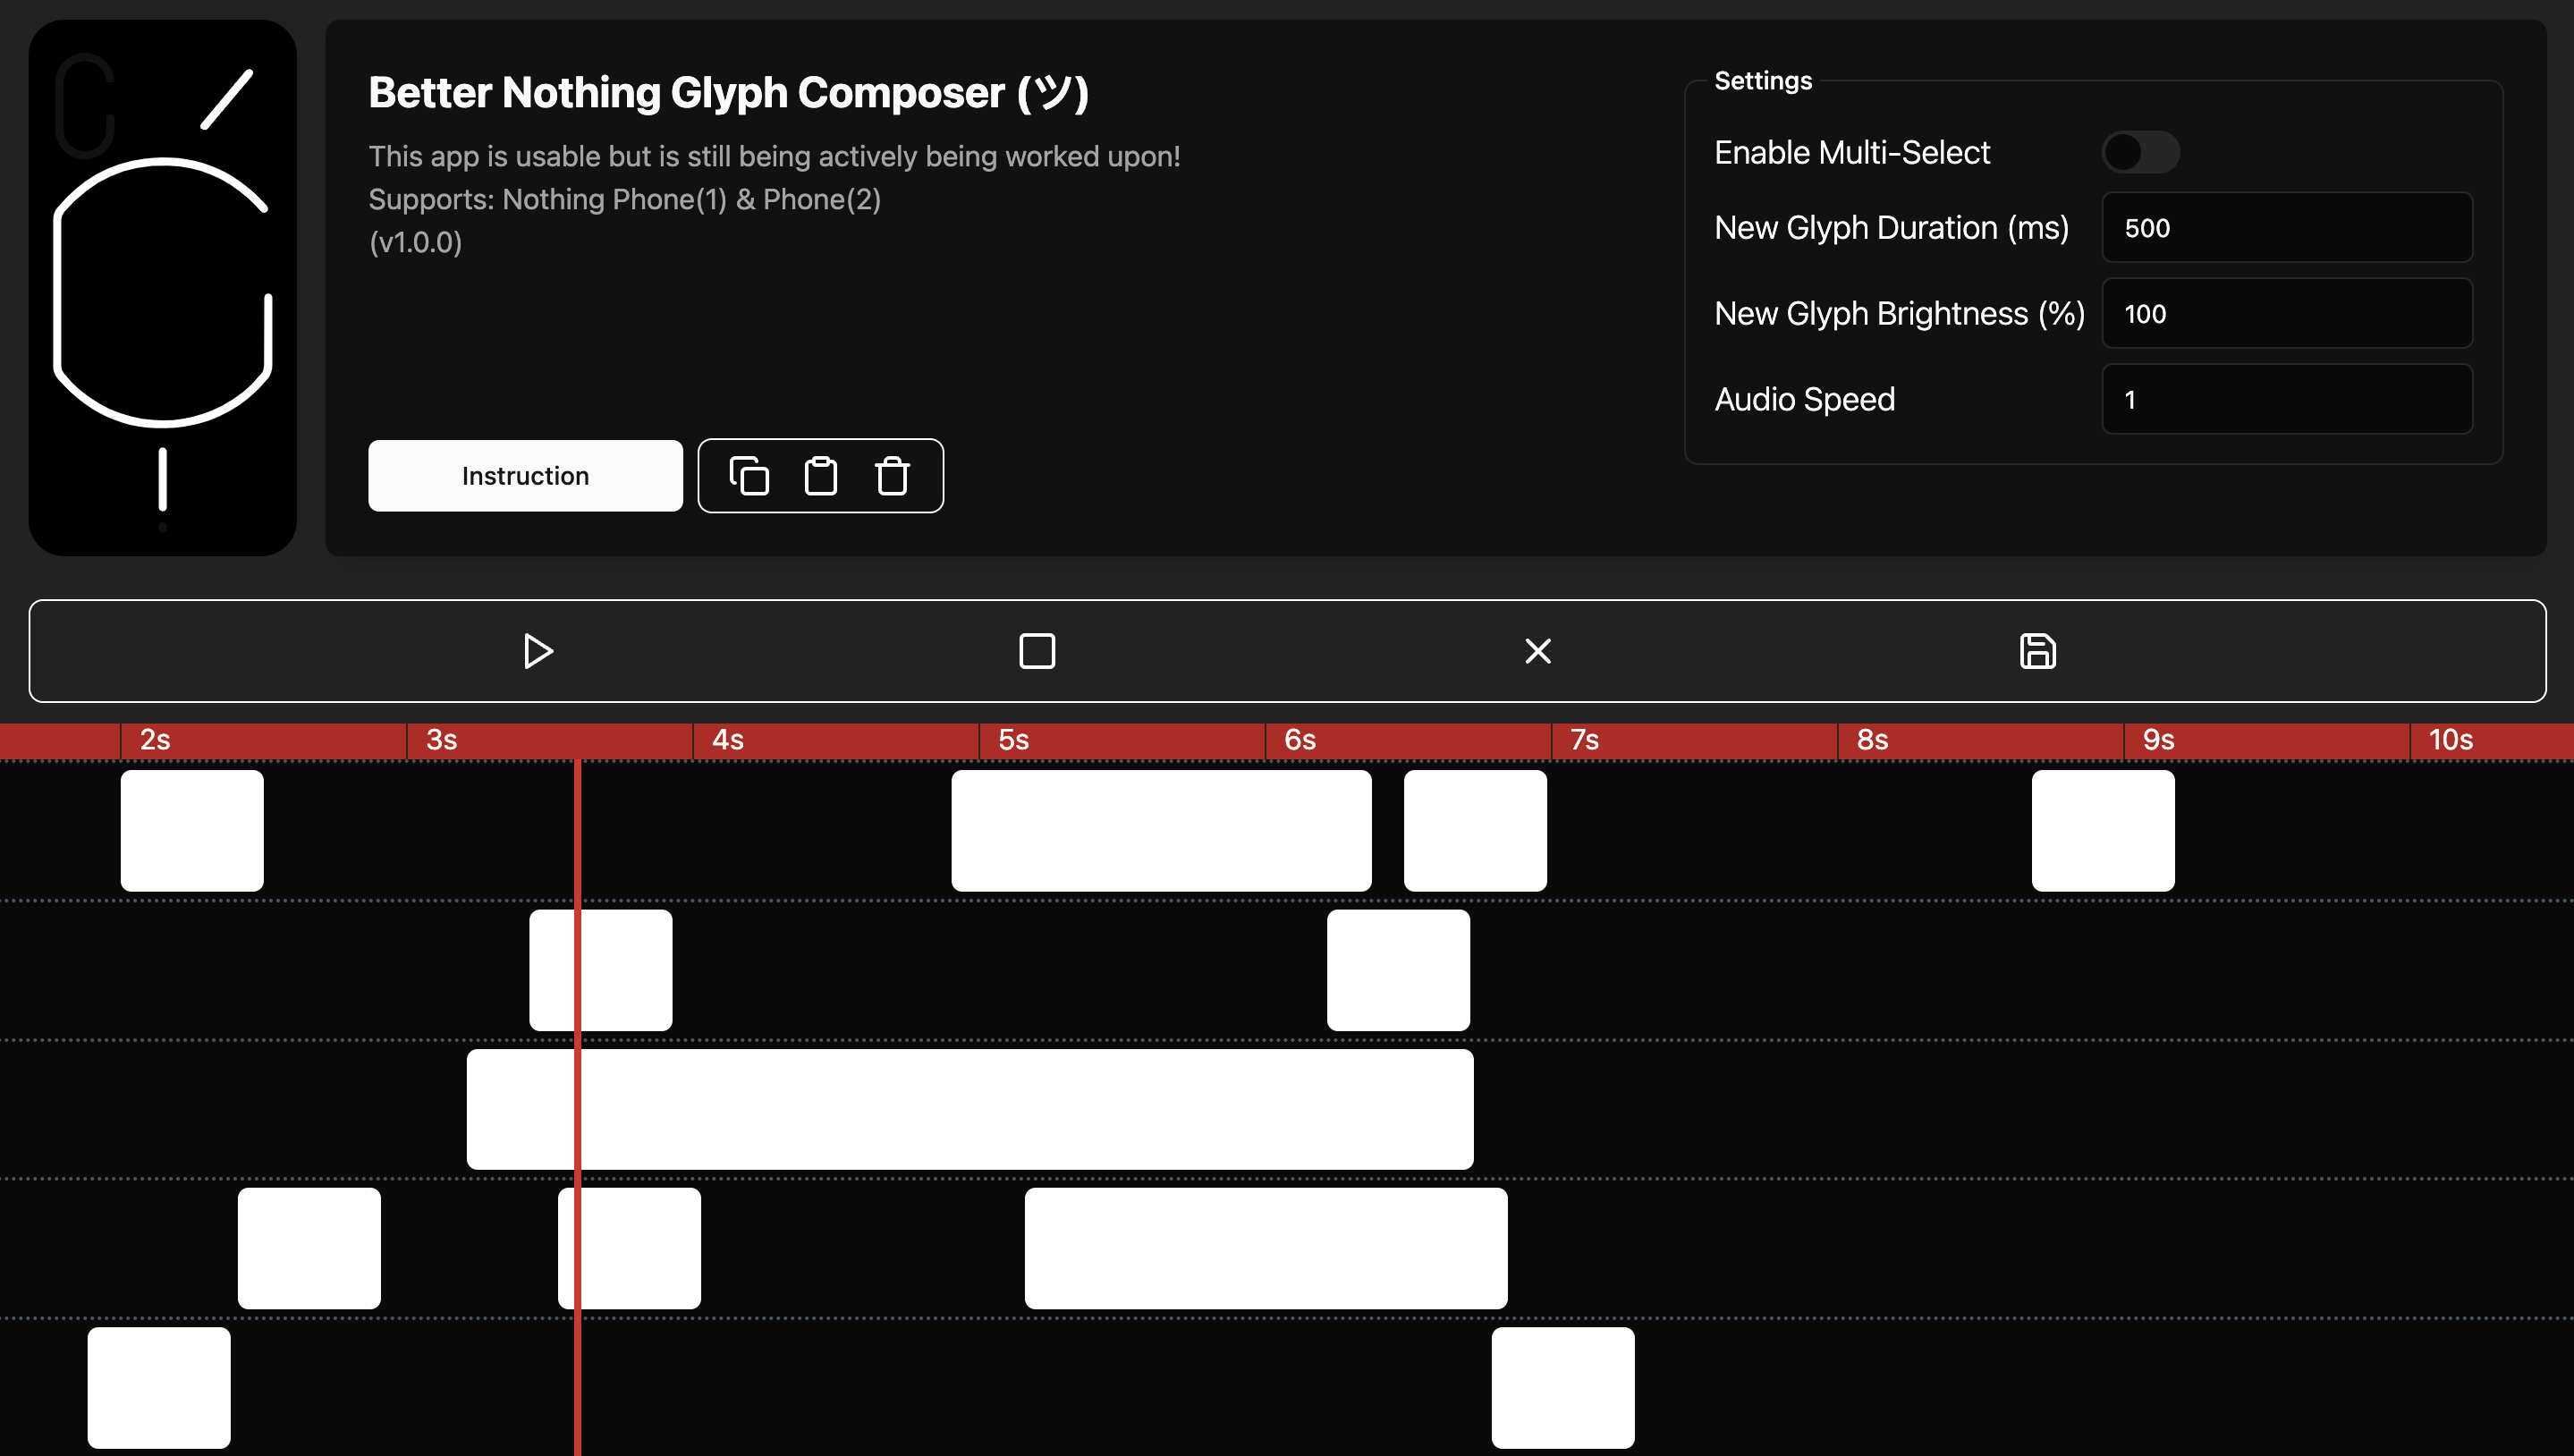 Better Nothing Glyph Composer (ツ)
This app is usable but is still being actively being worked upon!
Supports: Nothing Phone(1) & Phone(2)
(v1.0.0)
Instruction
Settings
Enable Multi-Select
New Glyph Duration (ms)
500
New Glyph Brightness (%)
100
Audio Speed
1
2s 3s 4s 5s 6s 7s 8s 9s 10s